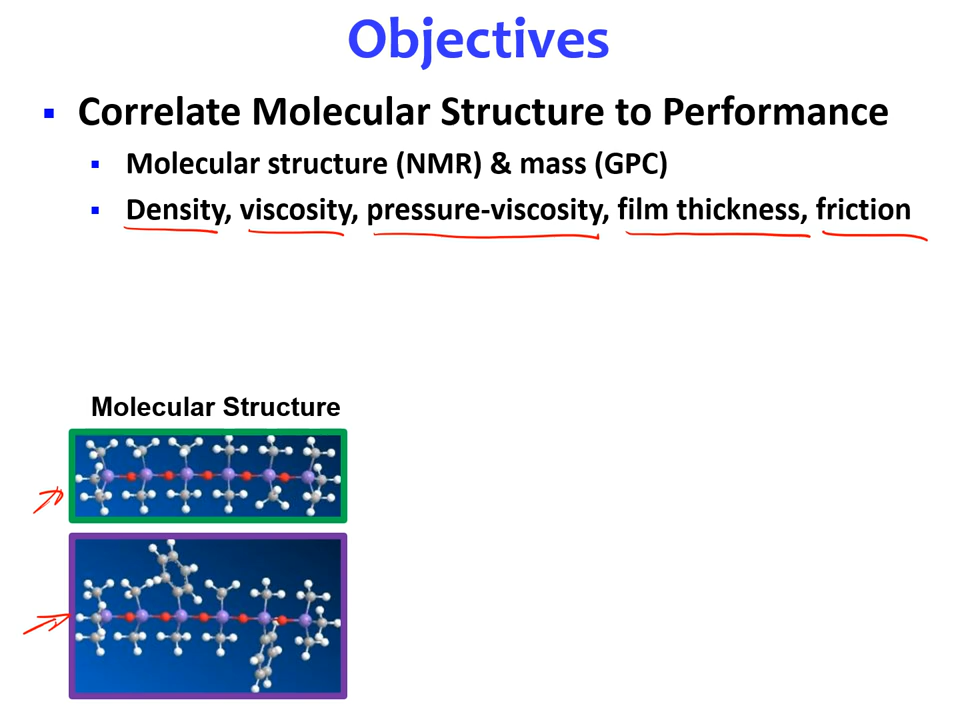 Objectives
Correlate Molecular Structure to Performance
Molecular structure (NMR) & mass (GPC)
Density, viscosity, pressure-viscosity, film thickness, friction
Molecular Structure